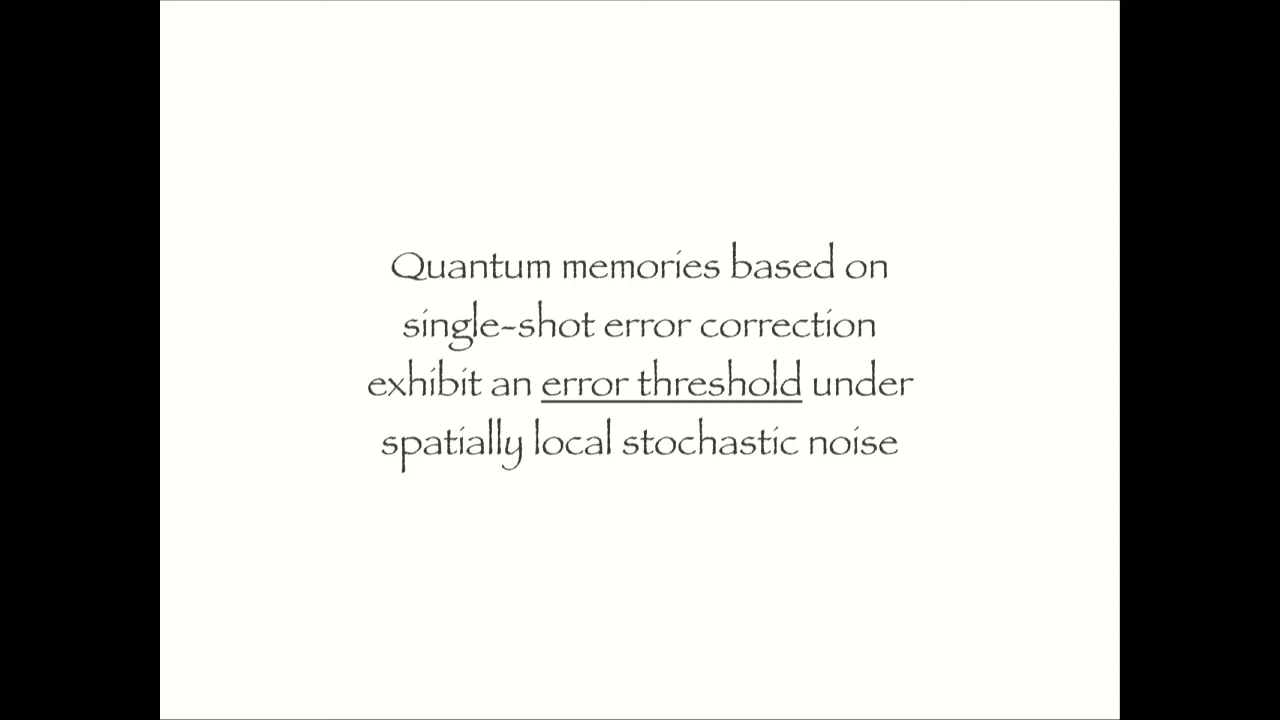 Quantum memories based on
single-shot error correction
exhibit an error threshold under
spatially local stochastic noise